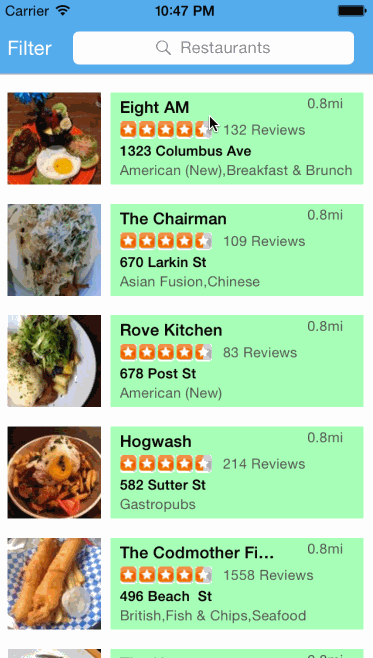 Carrier 10:47 PM
Filter Restaurants
Eight AM 0.8mi
132 Reviews
1323 Columbus Ave
American (New),Breakfast & Brunch
The Chairman 0.8mi
109 Reviews
670 Larkin St
Asian Fusion,Chinese
Rove Kitchen 0.8mi
83 Reviews
678 Post St
American (New)
Hogwash 0.8mi
214 Reviews
582 Sutter St
Gastropubs
The Codmother Fi... 0.8mi
1558 Reviews
496 Beach  St
British,Fish & Chips,Seafood